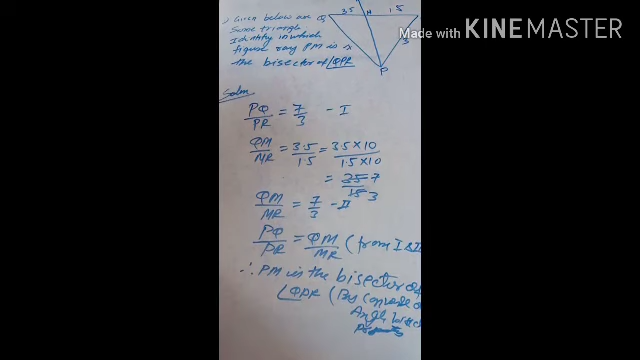 Given below are
Some triangle
Identity in which
figure ray PM is
the bisector of ∠QPR
Q 3.5 M 1.5
3
P
Made with KINEMASTER
Soln
PQ/PR = 7/3 - I
QM/MR = 3.5/1.5 = 3.5×10/1.5×10
= 35 7/15 3
QM/MR = 7/3 - II
PQ/PR = QM/MR (from I & II
∴ PM is the bisector of
∠QPR (By converse of
Angle